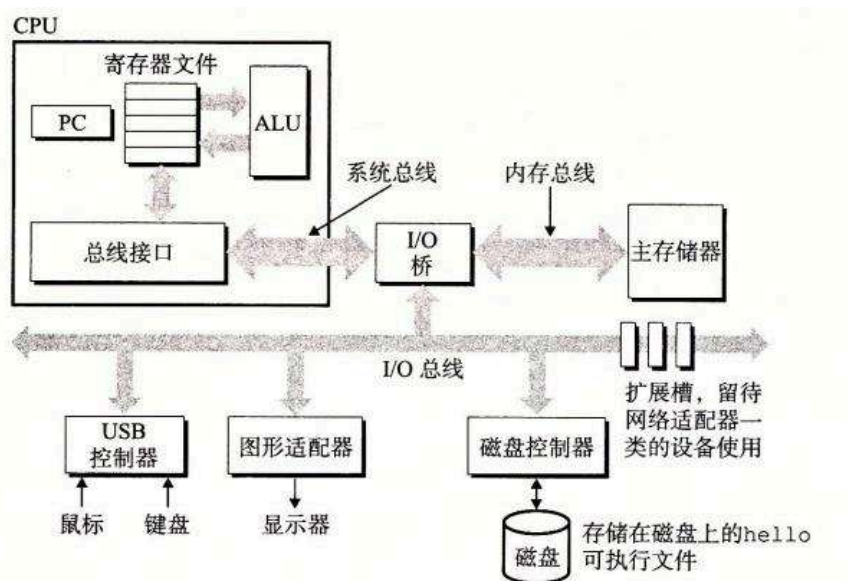 CPU
寄存器文件
PC
ALU
系统总线
内存总线
总线接口
I/O
桥
主存储器
I/O 总线
扩展槽，留待
网络适配器一
类的设备使用
USB
控制器
图形适配器
磁盘控制器
鼠标
键盘
显示器
磁盘
存储在磁盘上的hello
可执行文件